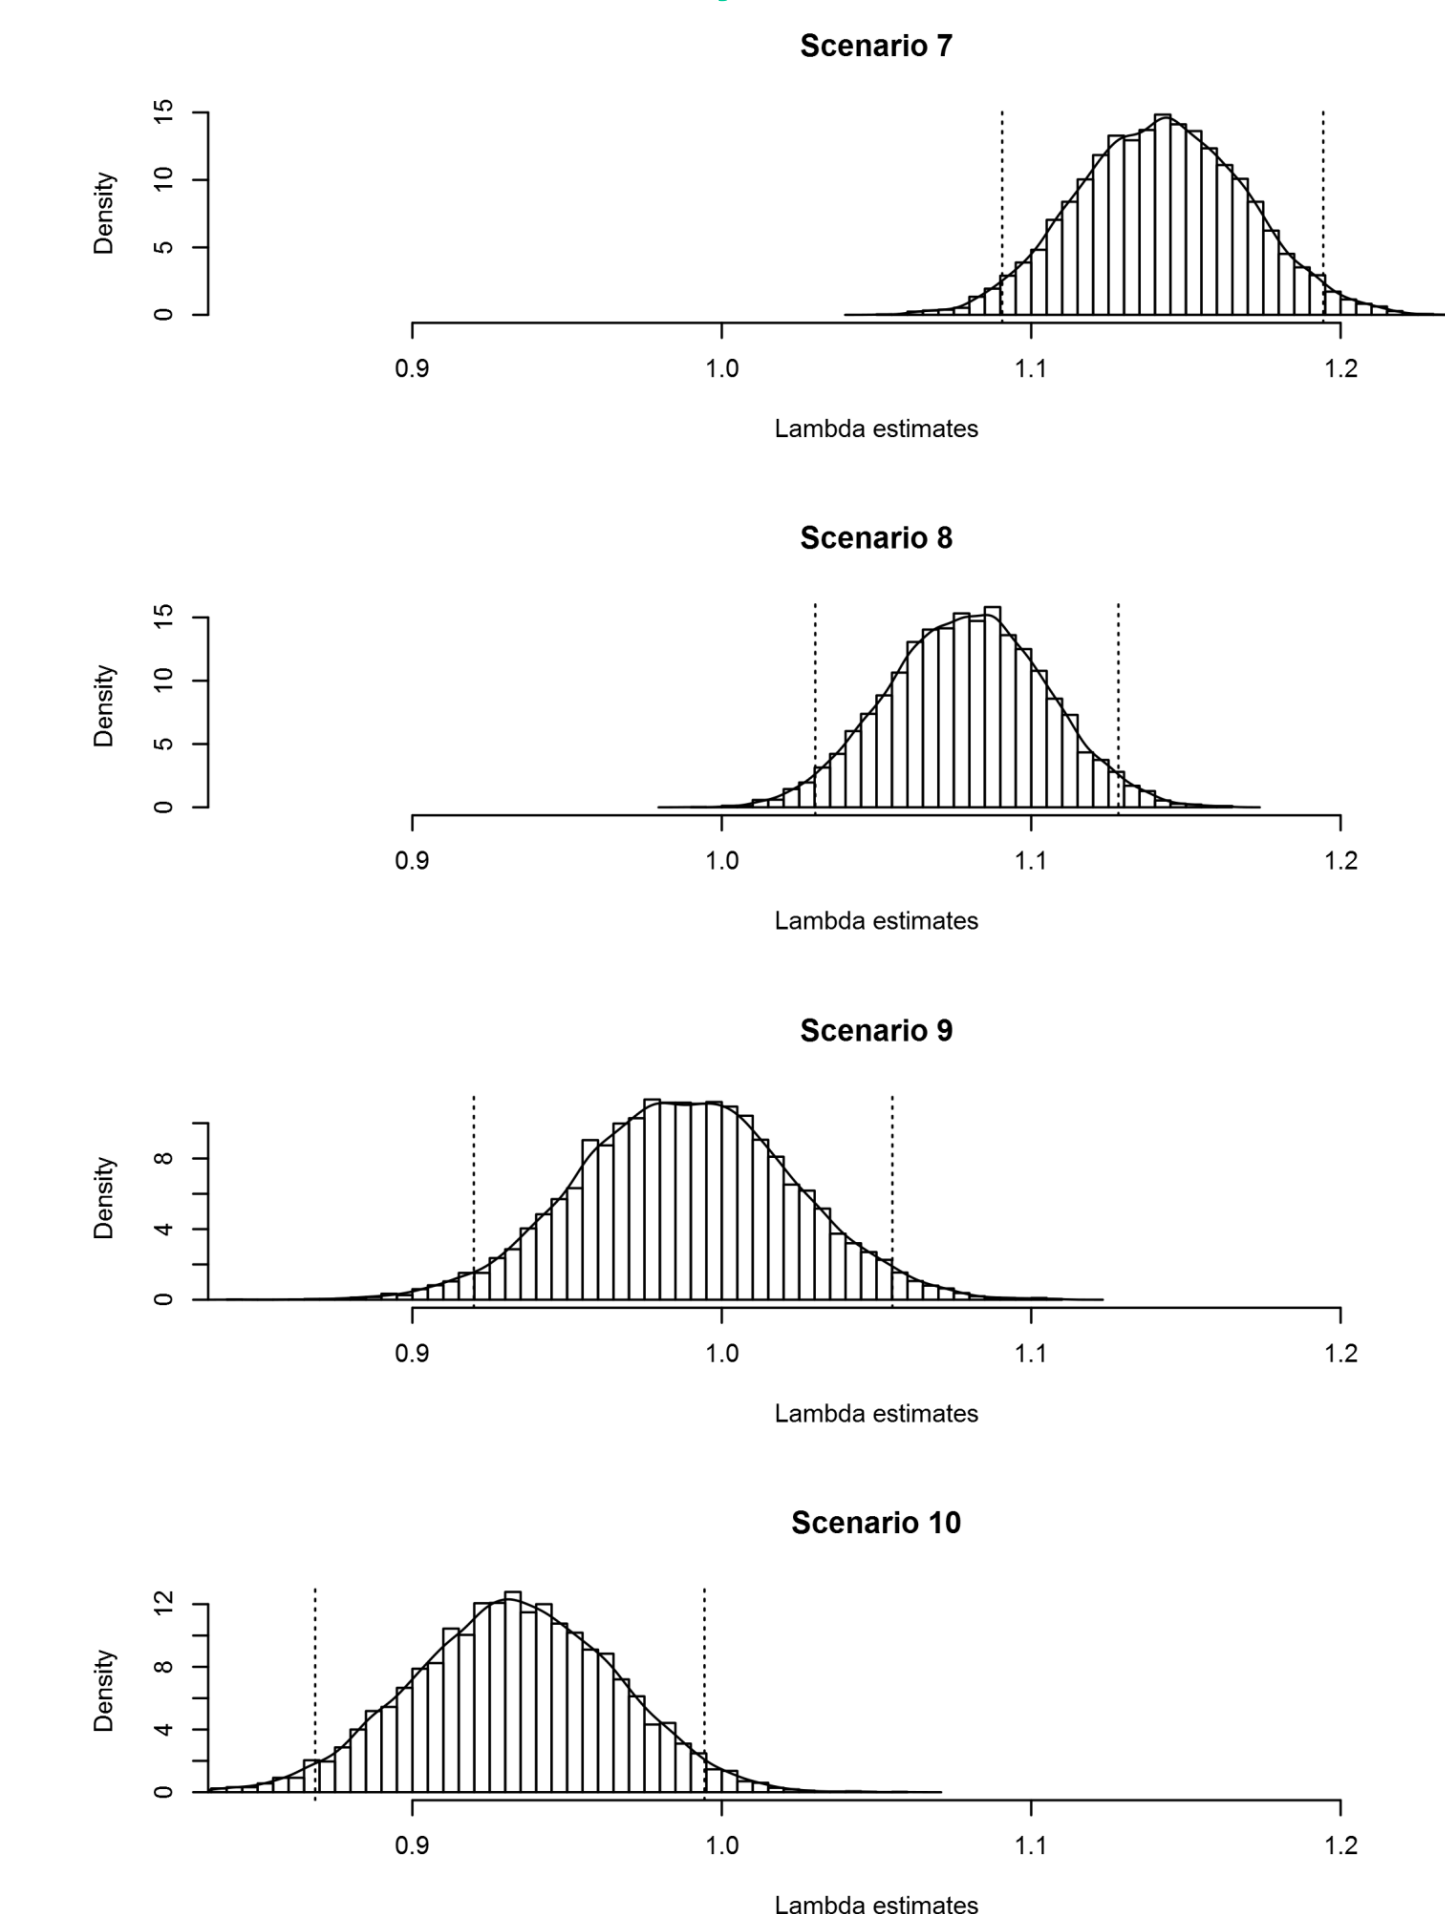 Scenario 7
15
10
5
0
Density
0.9 1.0 1.1 1.2
Lambda estimates
Scenario 8
15
10
5
0
Density
0.9 1.0 1.1 1.2
Lambda estimates
Scenario 9
8
4
0
Density
0.9 1.0 1.1 1.2
Lambda estimates
Scenario 10
12
8
4
0
Density
0.9 1.0 1.1 1.2
Lambda estimates